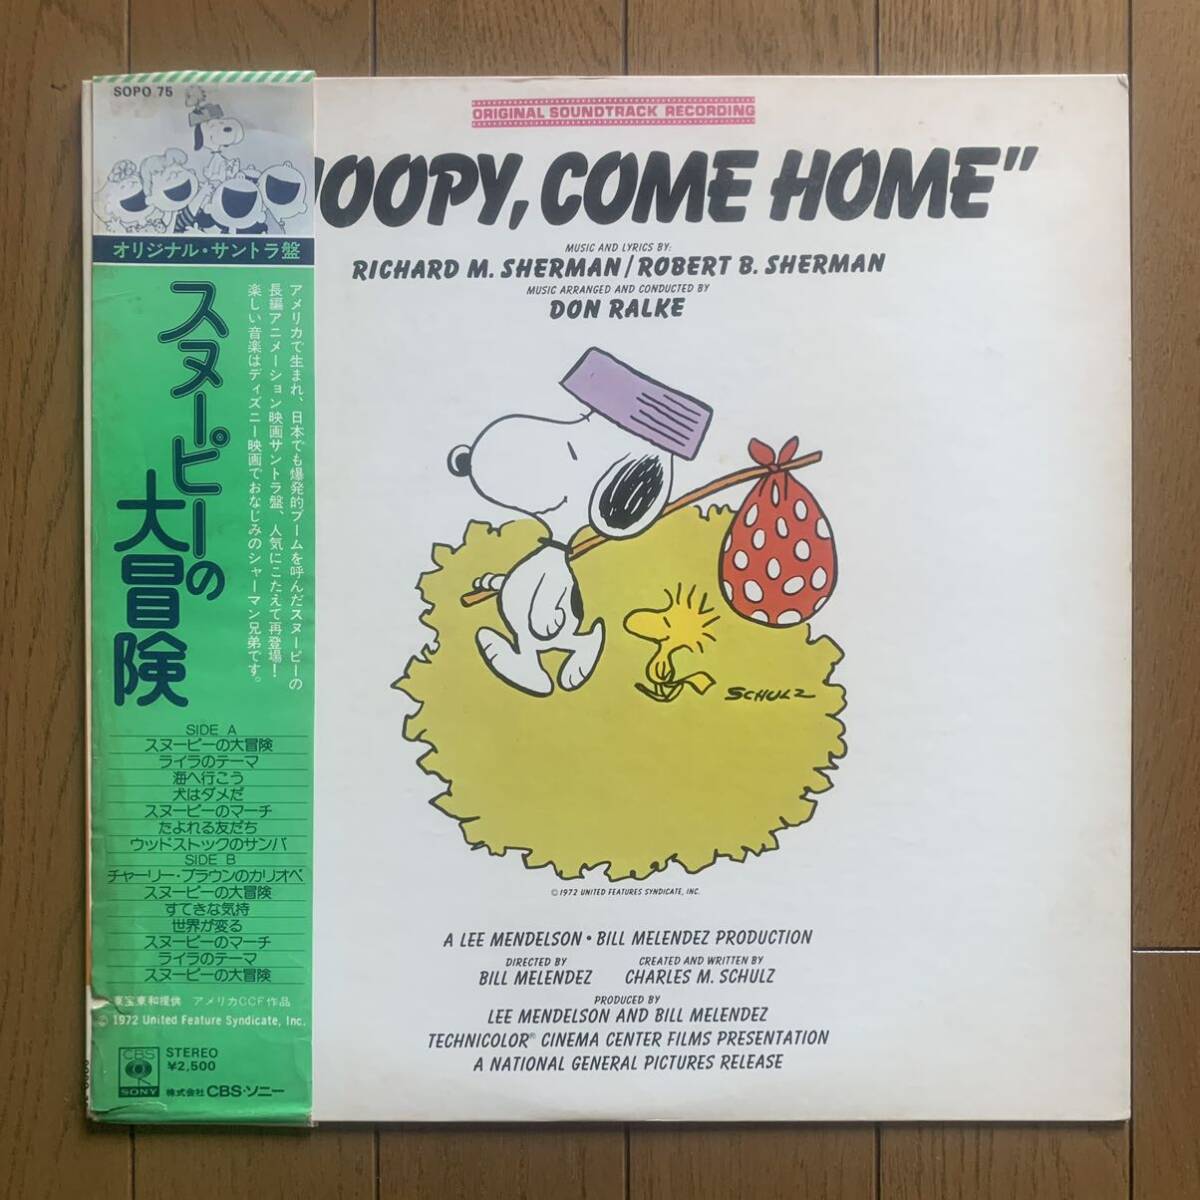 SOPO 75
オリジナル・サントラ盤
スヌーピーの
大冒険
アメリカで生まれ、日本でも爆発的ブームを呼んだスヌーピーの
長編アニメーション映画サントラ盤、人気にこたえて再登場!
楽しい音楽はディズニー映画でおなじみのシャーマン兄弟です。
SIDE A
スヌーピーの大冒険
ライラのテーマ
海へ行こう
犬はダメだ
スヌーピーのマーチ
たよれる友だち
ウッドストックのサンバ
SIDE B
チャーリー・ブラウンのカリオペ
スヌーピーの大冒険
すてきな気持
世界が変る
スヌーピーのマーチ
ライラのテーマ
スヌーピーの大冒険
東宝東和提供 アメリカCCF作品
© 1972 United Feature Syndicate, Inc.
CBS
SONY
STEREO
¥2,500
株式会社 CBS・ソニー
ORIGINAL SOUNDTRACK RECORDING
OOPY, COME HOME"
MUSIC AND LYRICS BY:
RICHARD M. SHERMAN/ROBERT B. SHERMAN
MUSIC ARRANGED AND CONDUCTED BY
DON RALKE
SCHULZ
© 1972 UNITED FEATURES SYNDICATE, INC.
A LEE MENDELSON • BILL MELENDEZ PRODUCTION
DIRECTED BY
BILL MELENDEZ
CREATED AND WRITTEN BY
CHARLES M. SCHULZ
PRODUCED BY
LEE MENDELSON AND BILL MELENDEZ
TECHNICOLOR® CINEMA CENTER FILMS PRESENTATION
A NATIONAL GENERAL PICTURES RELEASE